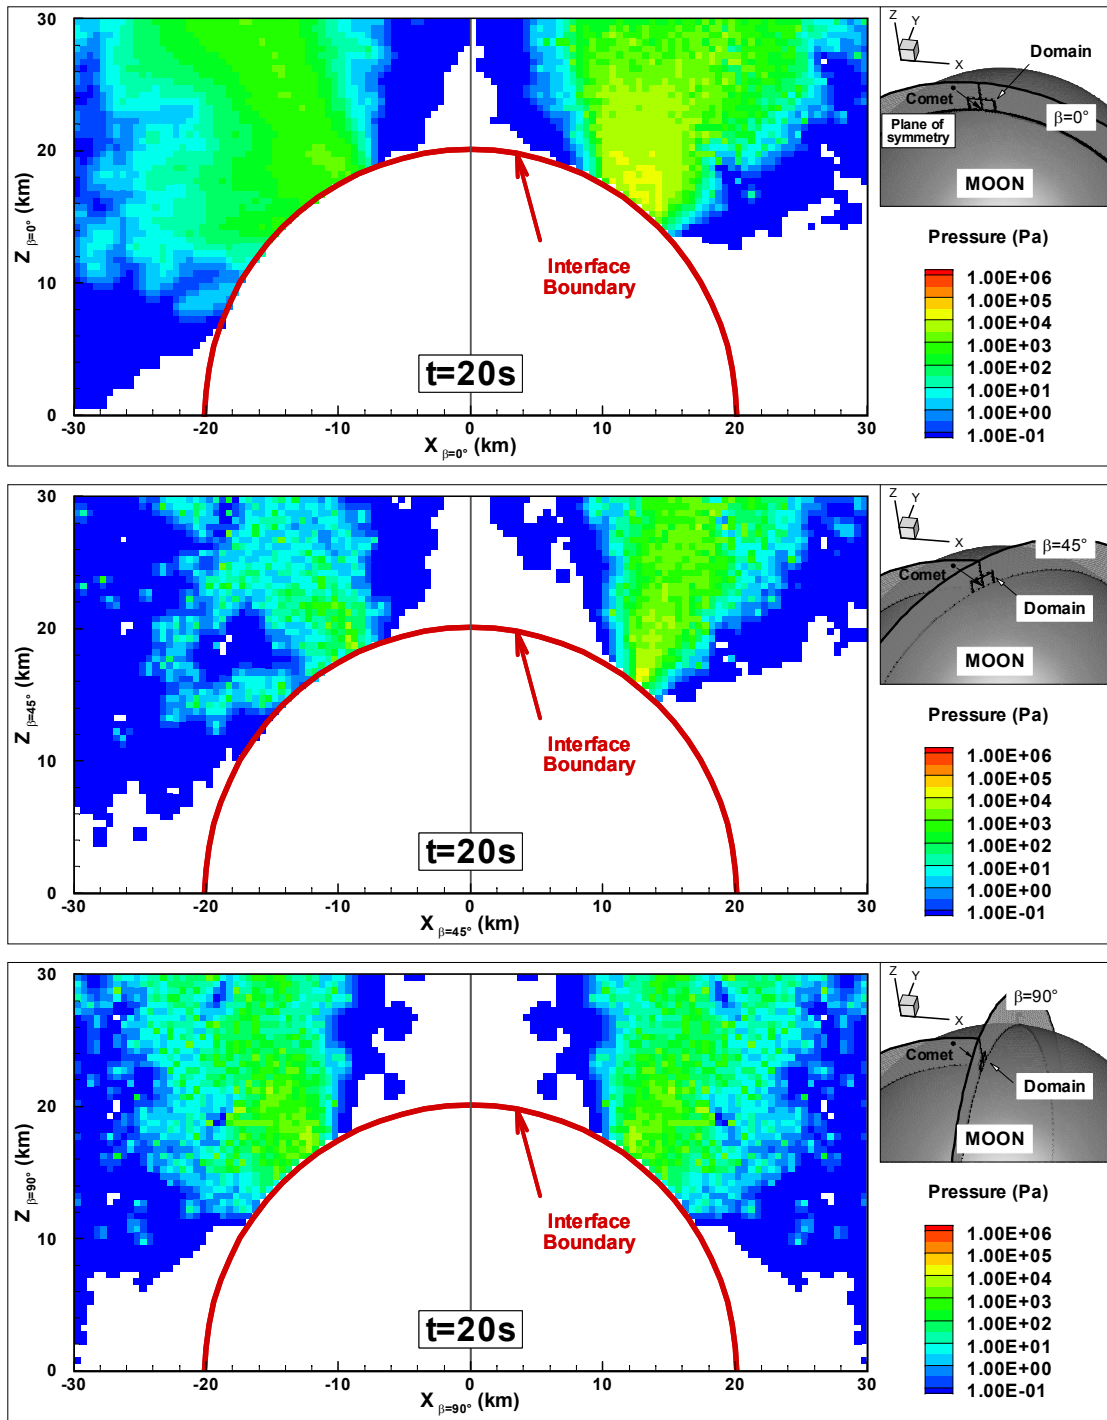 30
20
10
0
Z β=0° (km)
-30 -20 -10 0 10 20 30
X β=0° (km)
Interface
Boundary
t=20s
Z Y X
Domain
Comet
β=0°
Plane of
symmetry
MOON
Pressure (Pa)
1.00E+06
1.00E+05
1.00E+04
1.00E+03
1.00E+02
1.00E+01
1.00E+00
1.00E-01
30
20
10
0
Z β=45° (km)
-30 -20 -10 0 10 20 30
X β=45° (km)
Interface
Boundary
t=20s
Z Y X
β=45°
Comet
Domain
MOON
Pressure (Pa)
1.00E+06
1.00E+05
1.00E+04
1.00E+03
1.00E+02
1.00E+01
1.00E+00
1.00E-01
30
20
10
0
Z β=90° (km)
-30 -20 -10 0 10 20 30
X β=90° (km)
Interface
Boundary
t=20s
Z Y X
β=90°
Comet
Domain
MOON
Pressure (Pa)
1.00E+06
1.00E+05
1.00E+04
1.00E+03
1.00E+02
1.00E+01
1.00E+00
1.00E-01